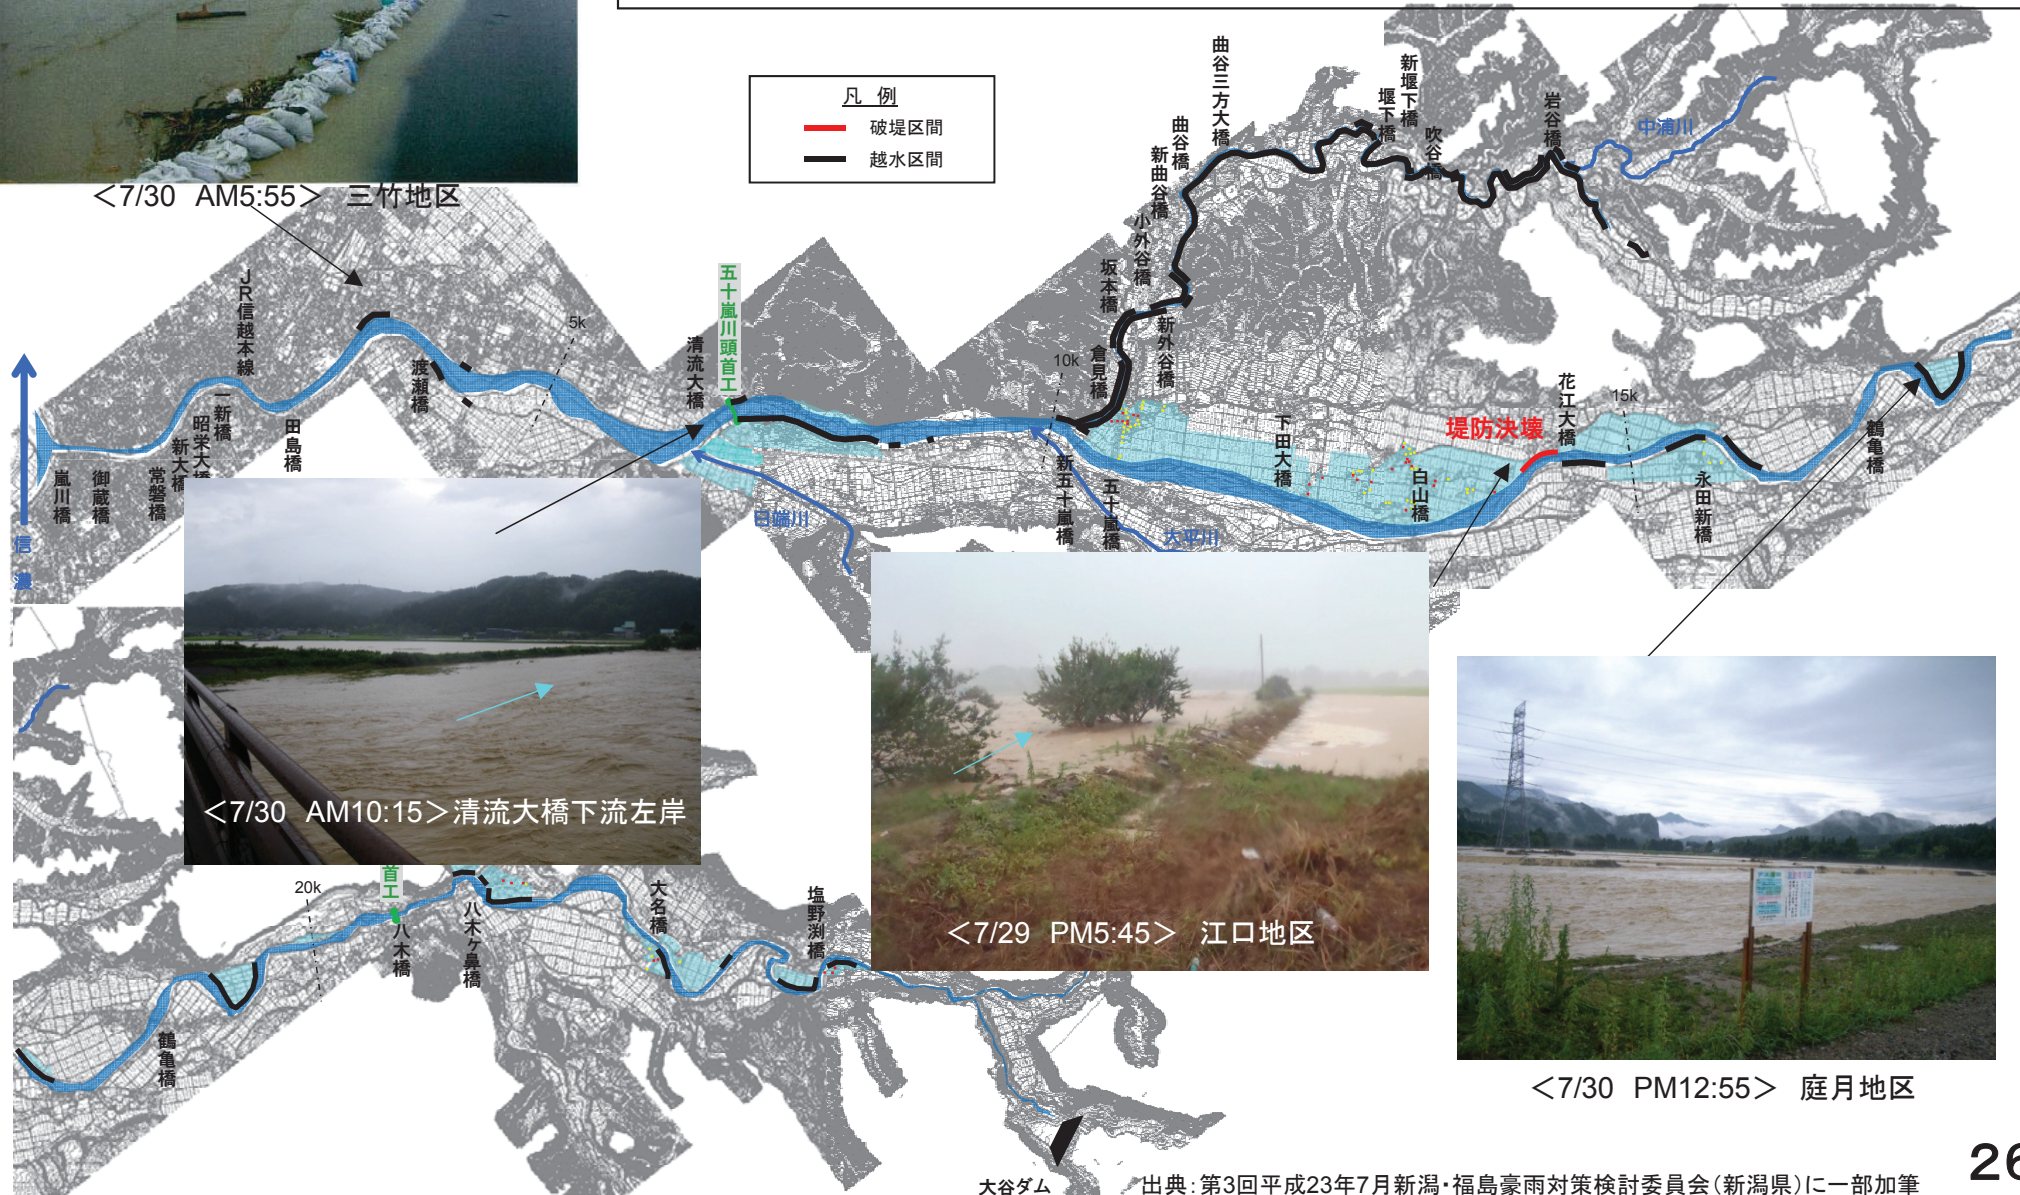 凡 例
破堤区間
越水区間
＜7/30 AM5:55＞ 三竹地区
曲谷三方大橋
新堰下橋
堰下橋
吹谷橋
岩谷橋
中浦川
曲谷橋
新曲谷橋
小外谷橋
坂本橋
新外谷橋
倉見橋
10k
五十嵐川頭首工
清流大橋
5k
JR信越本線
渡瀬橋
一新橋
昭栄大橋
新大橋
常磐橋
御蔵橋
嵐川橋
田島橋
信濃
日端川
新五十嵐橋
五十嵐橋
大平川
下田大橋
白山橋
堤防決壊
花江大橋
15k
永田新橋
鶴亀橋
＜7/30 AM10:15＞清流大橋下流左岸
＜7/29 PM5:45＞ 江口地区
＜7/30 PM12:55＞ 庭月地区
首工
20k
八木橋
八木ヶ鼻橋
大名橋
塩野渕橋
鶴亀橋
大谷ダム
出典：第3回平成23年7月新潟・福島豪雨対策検討委員会（新潟県）に一部加筆
26